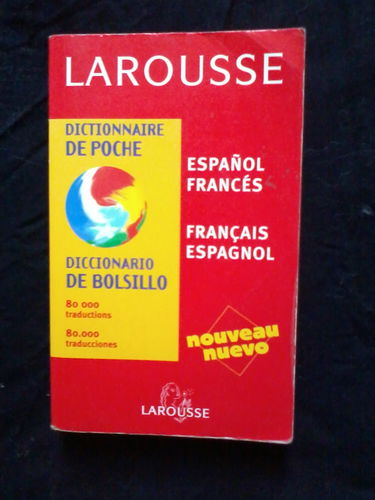 LAROUSSE
DICTIONNAIRE
DE POCHE
DICCIONARIO
DE BOLSILLO
80 000
traductions
80.000
traducciones
ESPAÑOL
FRANCÉS
FRANÇAIS
ESPAGNOL
nouveau
nuevo
LAROUSSE